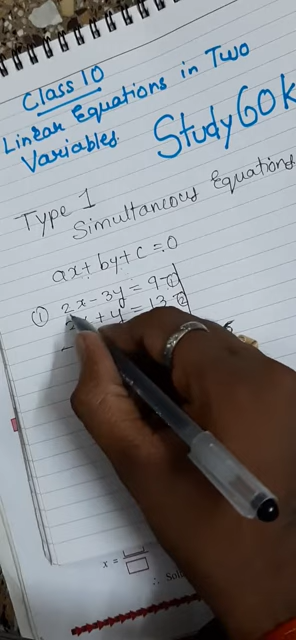 Class 10
Linear Equations in Two
Variables
StudyGok
Type 1
Simultaneous Equations
ax + by + c = 0
① 2x - 3y = 9 - ①
+ y = 13 - ②
x =
∴ Solu